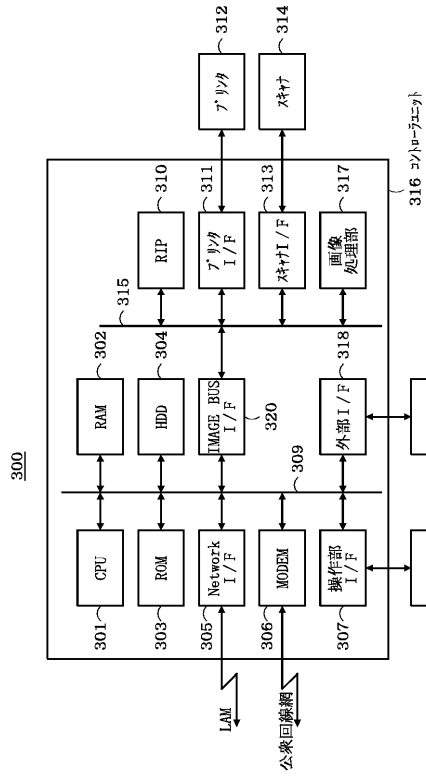 300
301
CPU
RAM
302
315
303
ROM
HDD
304
RIP
310
LAM
305
Network
I/F
IMAGE BUS
I/F
320
プリンタ
I/F
311
プリンタ
312
公衆回線網
306
MODEM
309
スキャナI/F
313
スキャナ
314
307
操作部
I/F
外部I/F
318
画像
処理部
317
316 コントローラユニット